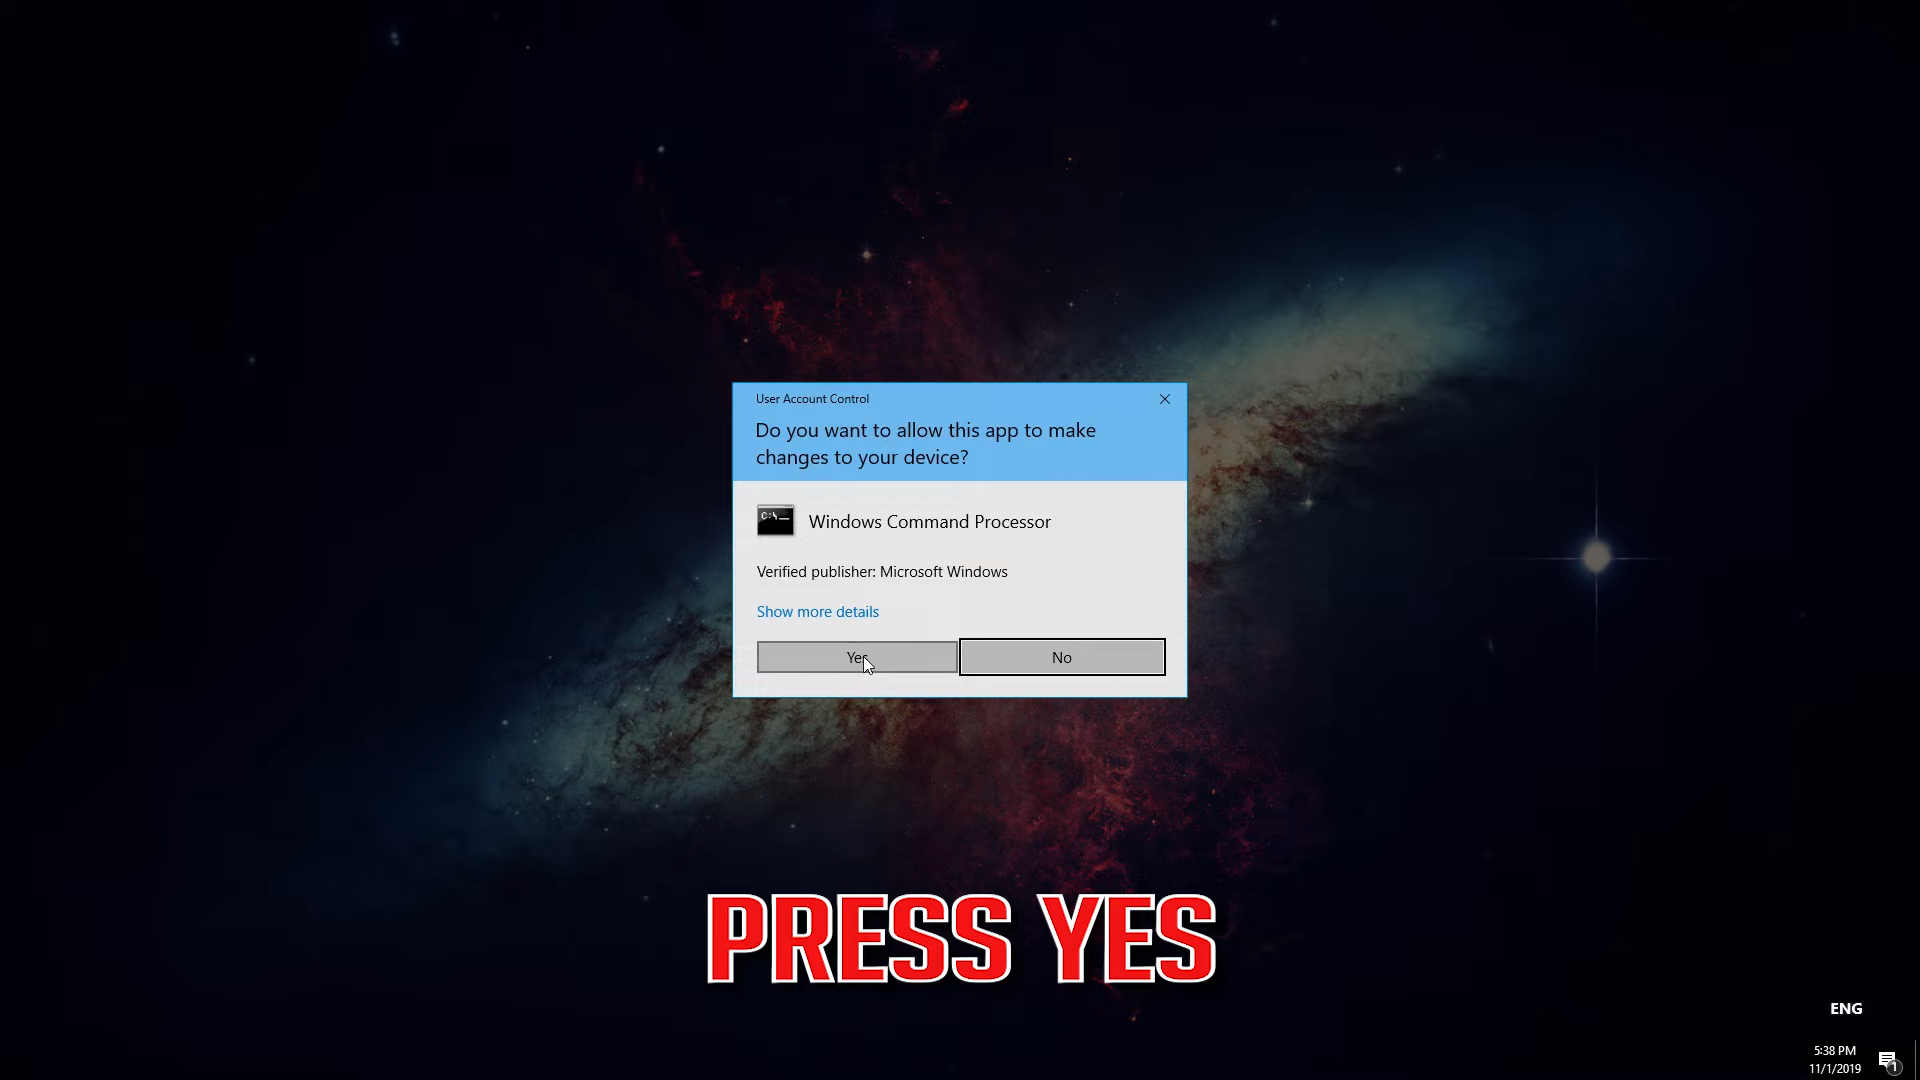 User Account Control
Do you want to allow this app to make
changes to your device?
C:\_
Windows Command Processor
Verified publisher: Microsoft Windows
Show more details
Yes
No
PRESS YES
ENG
5:38 PM
11/1/2019
1